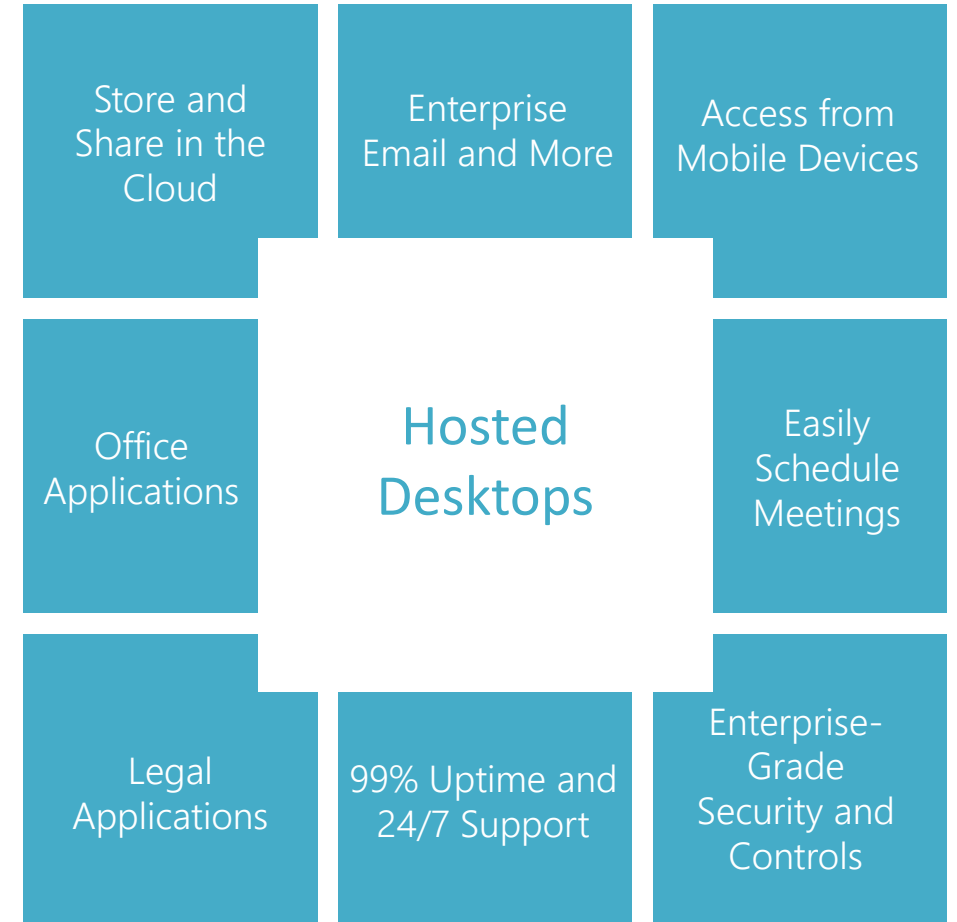 Store and
Share in the
Cloud
Enterprise
Email and More
Access from
Mobile Devices
Office
Applications
Hosted
Desktops
Easily
Schedule
Meetings
Legal
Applications
99% Uptime and
24/7 Support
Enterprise-
Grade
Security and
Controls